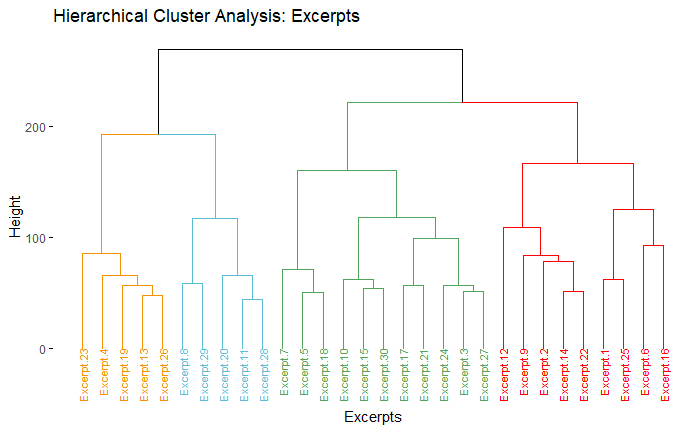 Hierarchical Cluster Analysis: Excerpts
Height
200
100
0
Excerpt.23
Excerpt.4
Excerpt.19
Excerpt.13
Excerpt.26
Excerpt.8
Excerpt.29
Excerpt.20
Excerpt.11
Excerpt.28
Excerpt.7
Excerpt.5
Excerpt.18
Excerpt.10
Excerpt.15
Excerpt.30
Excerpt.17
Excerpt.21
Excerpt.24
Excerpt.3
Excerpt.27
Excerpt.12
Excerpt.9
Excerpt.2
Excerpt.14
Excerpt.22
Excerpt.1
Excerpt.25
Excerpt.6
Excerpt.16
Excerpts